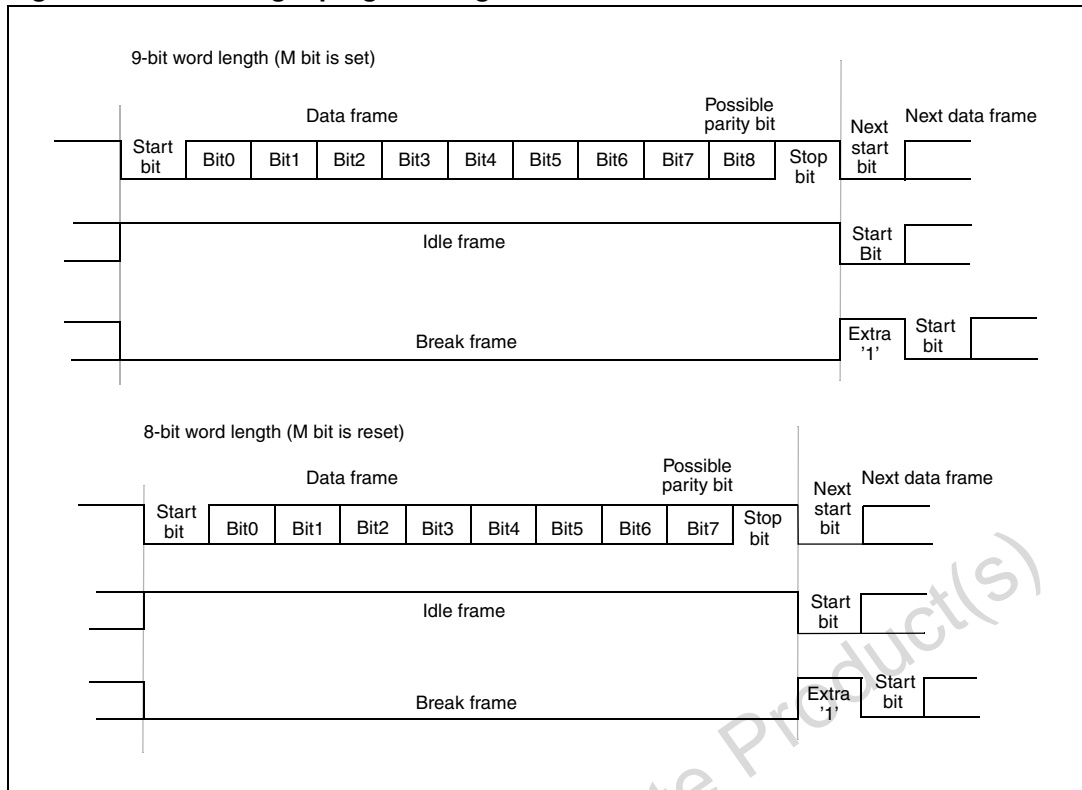 9-bit word length (M bit is set)
Data frame
Possible
parity bit
Next data frame
Start
bit
Bit0
Bit1
Bit2
Bit3
Bit4
Bit5
Bit6
Bit7
Bit8
Stop
bit
Next
start
bit
Idle frame
Start
Bit
Break frame
Extra
'1'
Start
bit
8-bit word length (M bit is reset)
Data frame
Possible
parity bit
Next data frame
Start
bit
Bit0
Bit1
Bit2
Bit3
Bit4
Bit5
Bit6
Bit7
Stop
bit
Next
start
bit
Idle frame
Start
bit
Break frame
Extra
'1'
Start
bit
Product(s)